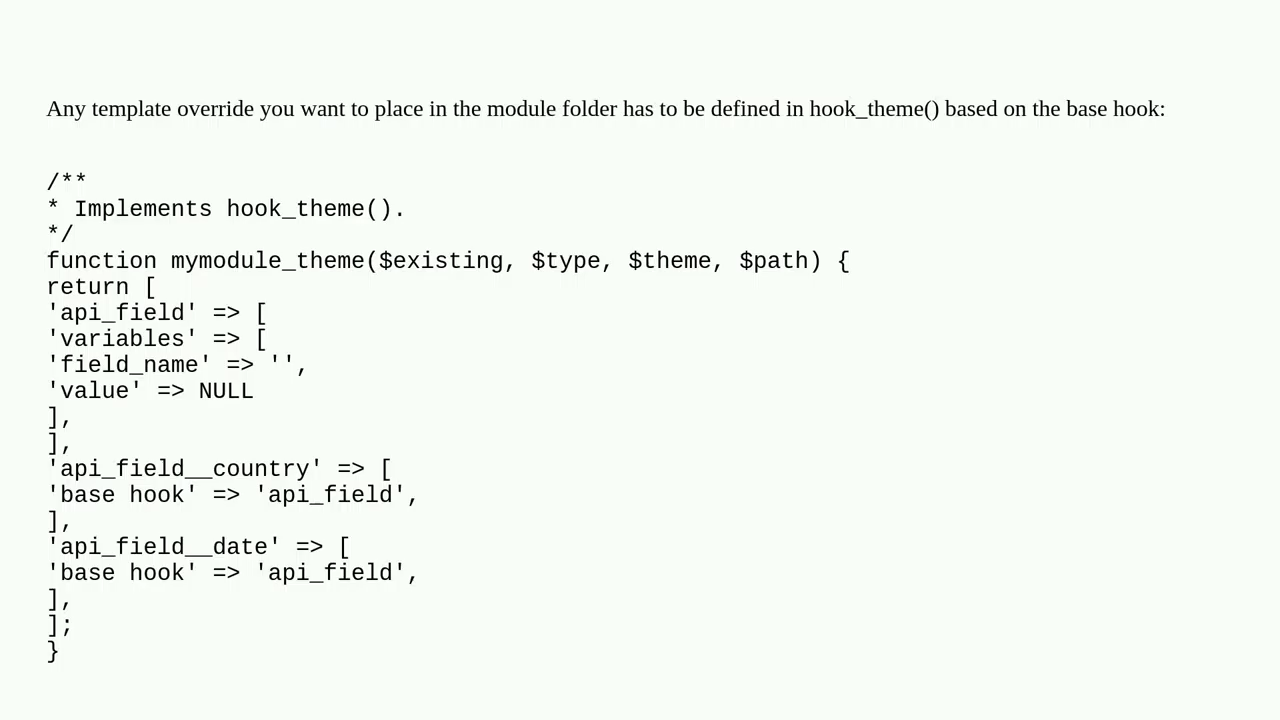 Any template override you want to place in the module folder has to be defined in hook_theme() based on the base hook:
/**
* Implements hook_theme().
*/
function mymodule_theme($existing, $type, $theme, $path) {
return [
'api_field' => [
'variables' => [
'field_name' => '',
'value' => NULL
],
],
'api_field__country' => [
'base hook' => 'api_field',
],
'api_field__date' => [
'base hook' => 'api_field',
],
];
}